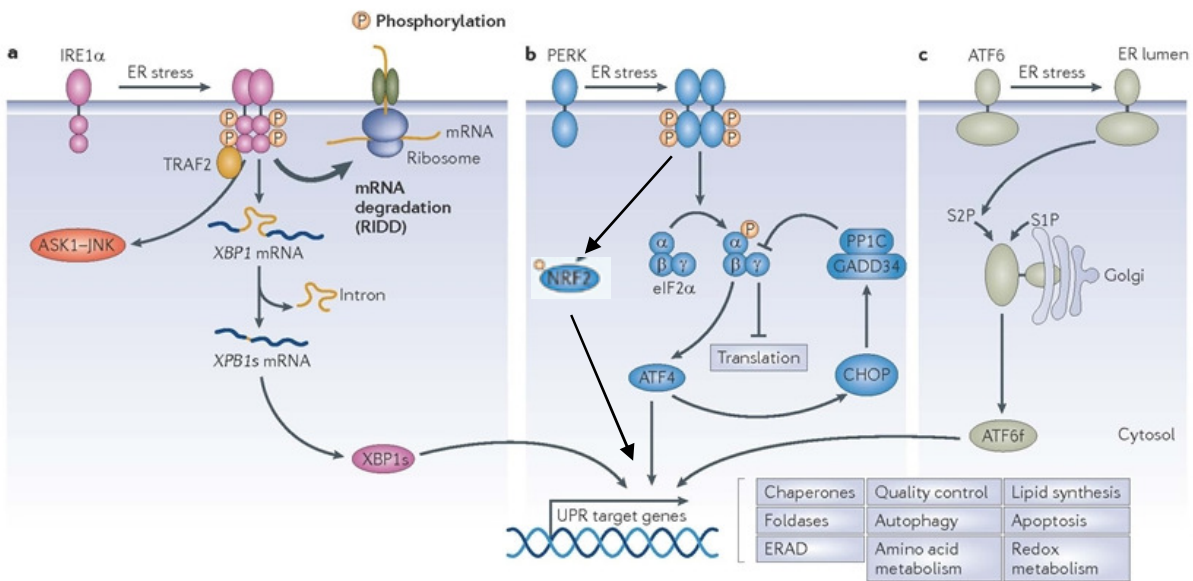 P Phosphorylation
a
IRE1α
ER stress
P
P
P
P
TRAF2
mRNA
Ribosome
mRNA
degradation
(RIDD)
ASK1–JNK
XBP1 mRNA
Intron
XPB1s mRNA
XBP1s
b
PERK
ER stress
P
P
P
P
NRF2
α
β γ
eIF2α
P
α
β γ
PP1C
GADD34
Translation
ATF4
CHOP
UPR target genes
c
ATF6
ER stress
ER lumen
S2P
S1P
Golgi
ATF6f
Cytosol
Chaperones
Quality control
Lipid synthesis
Foldases
Autophagy
Apoptosis
ERAD
Amino acid
metabolism
Redox
metabolism